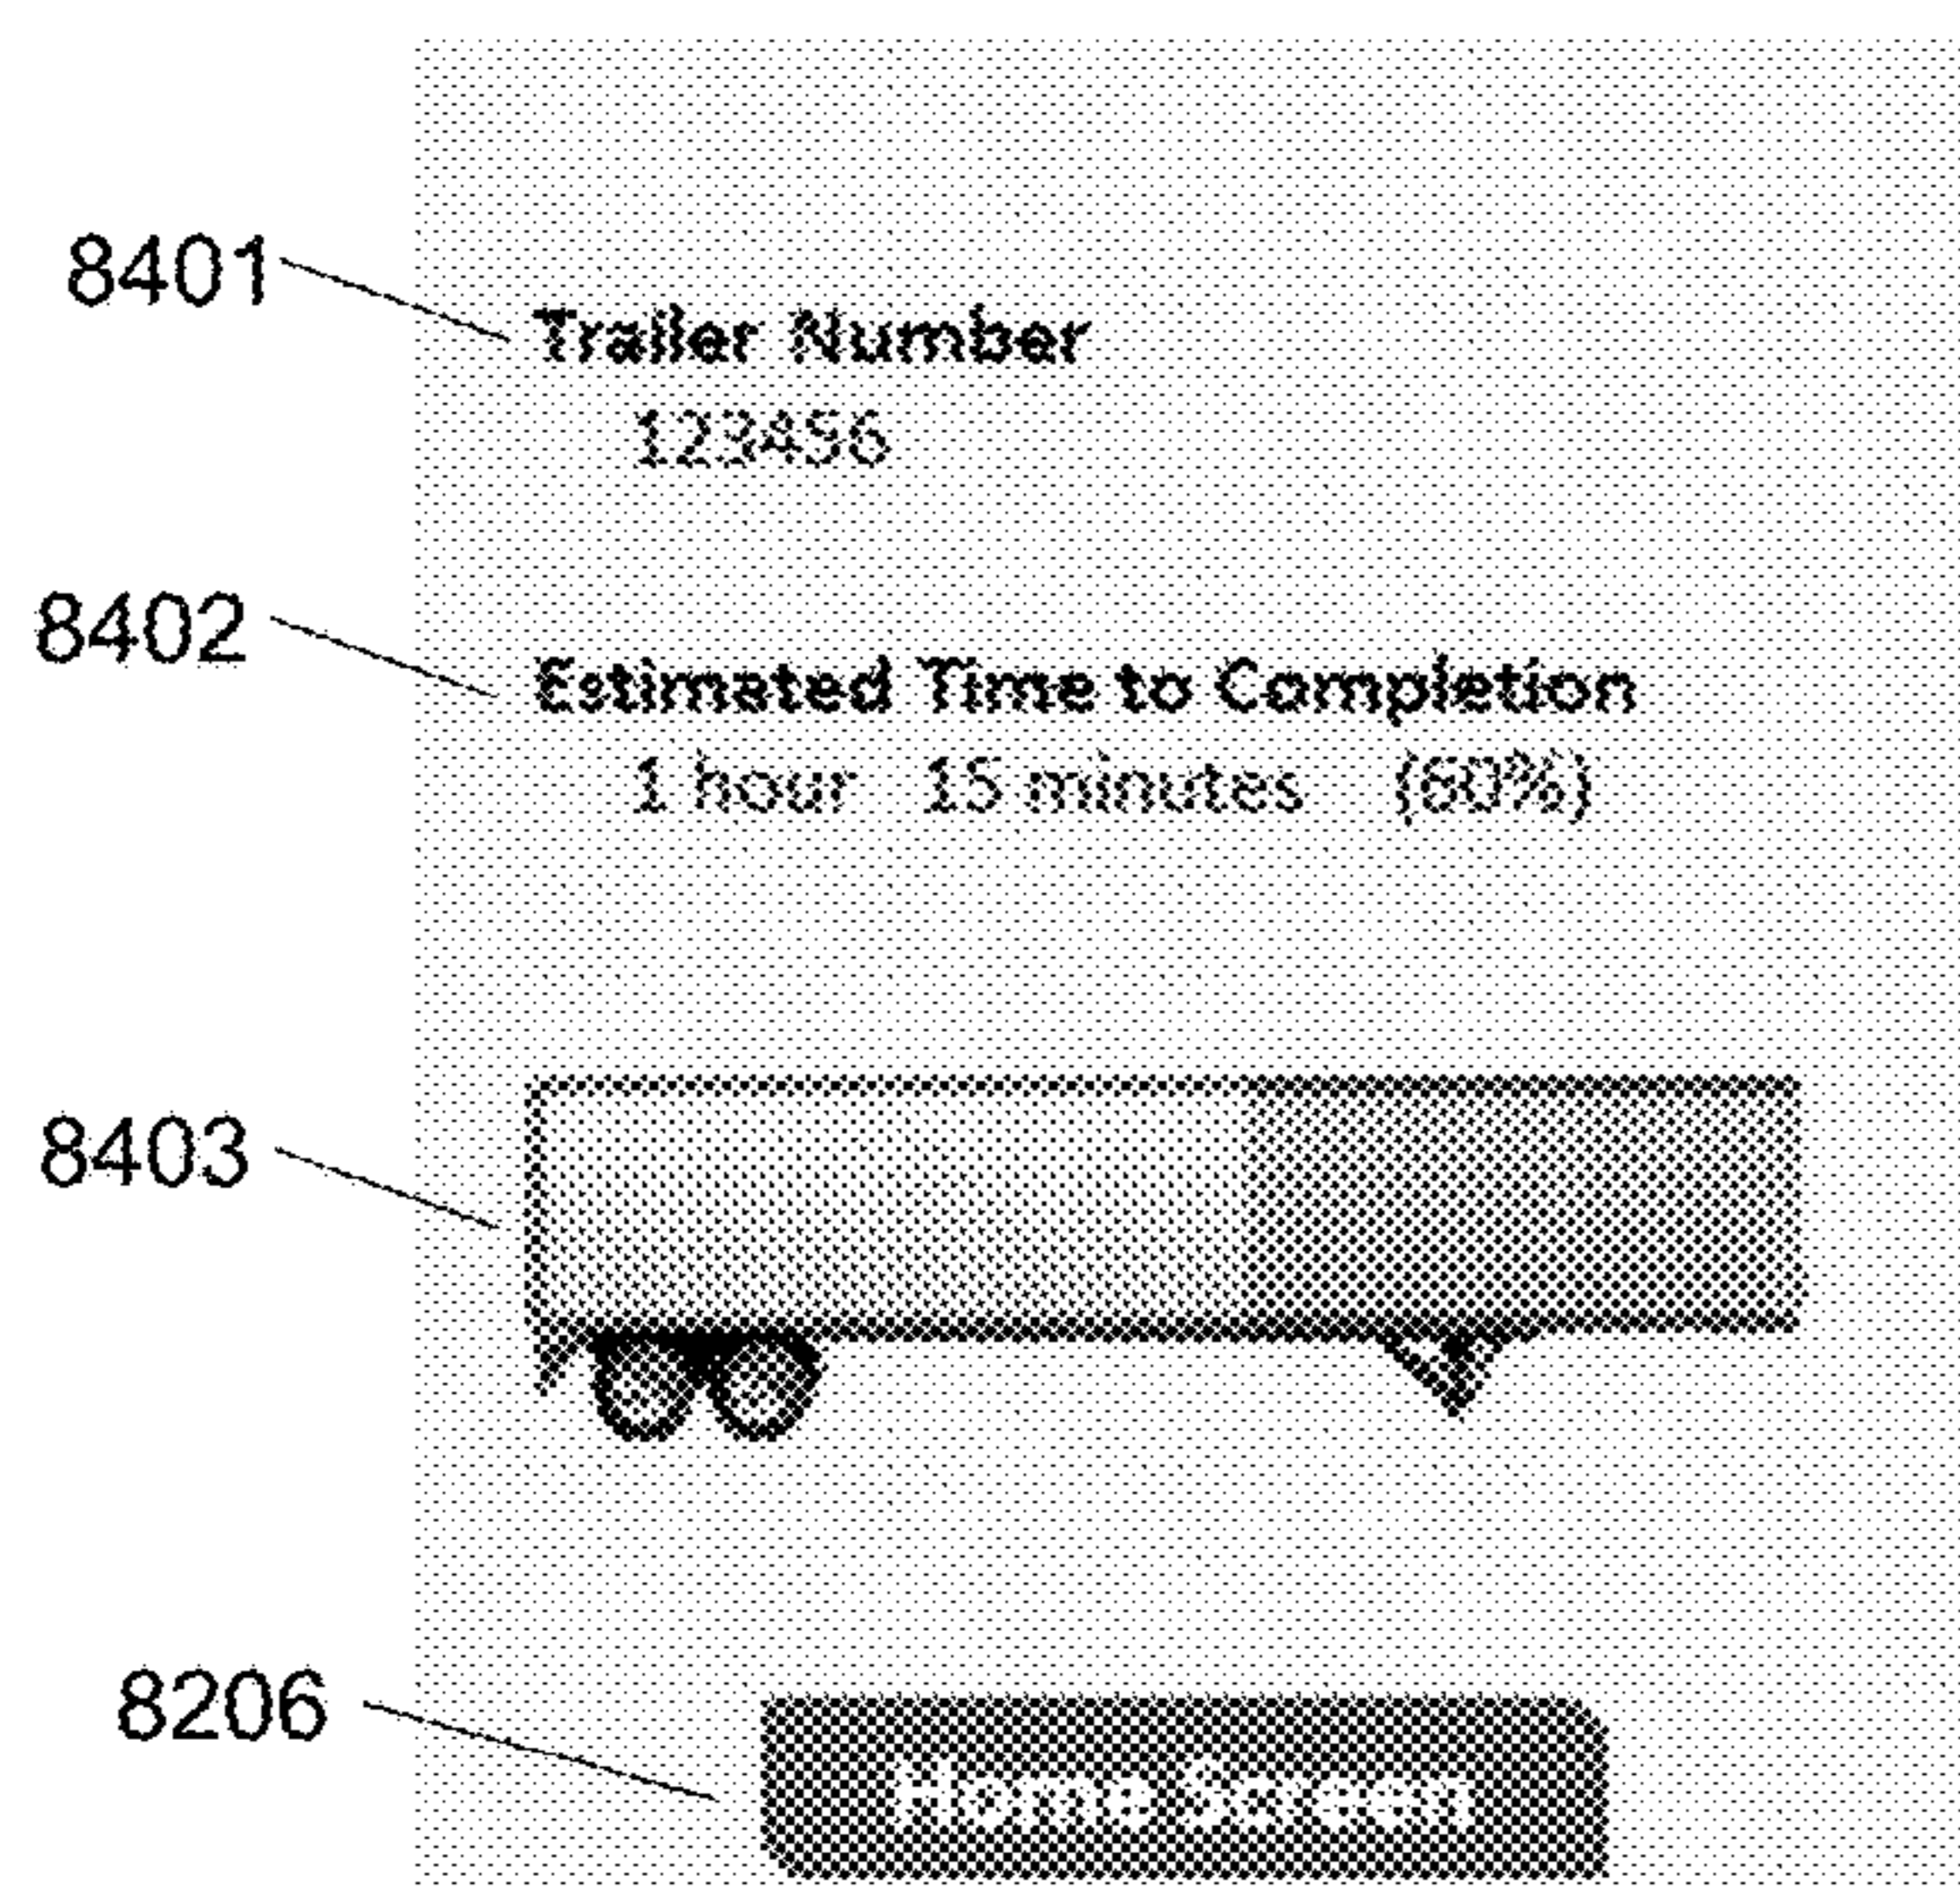 8401
Trailer Number
123456
8402
Estimated Time to Completion
1 hour 15 minutes (60%)
8403
8206
Home Screen